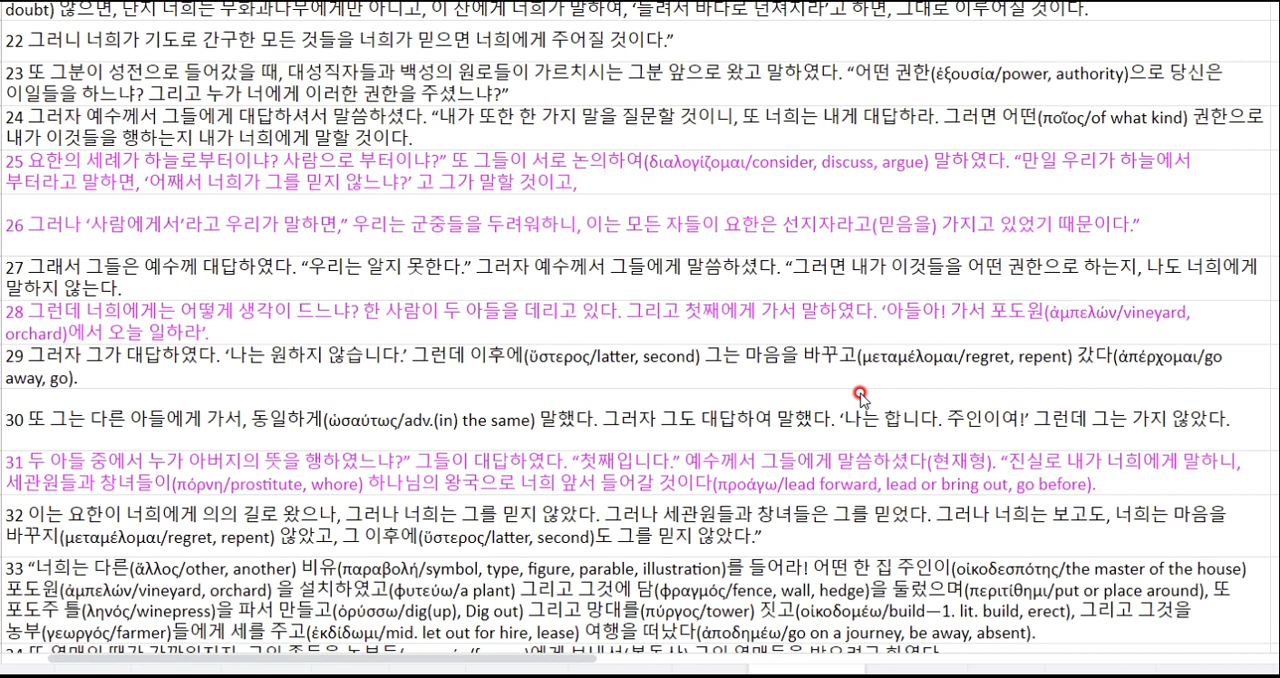 doubt) 않으면, 단지 너희는 무화과나무에게만 아니고, 이 산에게 너희가 말하여, ‘들려서 바다로 던져지라’고 하면, 그대로 이루어질 것이다.
22 그러니 너희가 기도로 간구한 모든 것들을 너희가 믿으면 너희에게 주어질 것이다.”
23 또 그분이 성전으로 들어갔을 때, 대성직자들과 백성의 원로들이 가르치시는 그분 앞으로 왔고 말하였다. “어떤 권한(ἐξουσία/power, authority)으로 당신은
이일들을 하느냐? 그리고 누가 너에게 이러한 권한을 주셨느냐?”
24 그러자 예수께서 그들에게 대답하셔서 말씀하셨다. “내가 또한 한 가지 말을 질문할 것이니, 또 너희는 내게 대답하라. 그러면 어떤(ποῖος/of what kind) 권한으로
내가 이것들을 행하는지 내가 너희에게 말할 것이다.
25 요한의 세례가 하늘로부터이냐? 사람으로 부터이냐?” 또 그들이 서로 논의하여(διαλογίζομαι/consider, discuss, argue) 말하였다. “만일 우리가 하늘에서
부터라고 말하면, ‘어째서 너희가 그를 믿지 않느냐?’ 고 그가 말할 것이고,
26 그러나 ‘사람에게서’라고 우리가 말하면,” 우리는 군중들을 두려워하니, 이는 모든 자들이 요한은 선지자라고(믿음을) 가지고 있었기 때문이다.”
27 그래서 그들은 예수께 대답하였다. “우리는 알지 못한다.” 그러자 예수께서 그들에게 말씀하셨다. “그러면 내가 이것들을 어떤 권한으로 하는지, 나도 너희에게
말하지 않는다.
28 그런데 너희에게는 어떻게 생각이 드느냐? 한 사람이 두 아들을 데리고 있다. 그리고 첫째에게 가서 말하였다. ‘아들아! 가서 포도원(ἀμπελών/vineyard,
orchard)에서 오늘 일하라’.
29 그러자 그가 대답하였다. ‘나는 원하지 않습니다.’ 그런데 이후에(ὕστερος/latter, second) 그는 마음을 바꾸고(μεταμέλομαι/regret, repent) 갔다(ἀπέρχομαι/go
away, go).
30 또 그는 다른 아들에게 가서, 동일하게(ὡσαύτως/adv.(in) the same) 말했다. 그러자 그도 대답하여 말했다. ‘나는 합니다. 주인이여!’ 그런데 그는 가지 않았다.
31 두 아들 중에서 누가 아버지의 뜻을 행하였느냐?” 그들이 대답하였다. “첫째입니다.” 예수께서 그들에게 말씀하셨다(현재형). “진실로 내가 너희에게 말하니,
세관원들과 창녀들이(πόρνη/prostitute, whore) 하나님의 왕국으로 너희 앞서 들어갈 것이다(προάγω/lead forward, lead or bring out, go before).
32 이는 요한이 너희에게 의의 길로 왔으나, 그러나 너희는 그를 믿지 않았다. 그러나 세관원들과 창녀들은 그를 믿었다. 그러나 너희는 보고도, 너희는 마음을
바꾸지(μεταμέλομαι/regret, repent) 않았고, 그 이후에(ὕστερος/latter, second)도 그를 믿지 않았다.”
33 “너희는 다른(ἄλλος/other, another) 비유(παραβολή/symbol, type, figure, parable, illustration)를 들어라! 어떤 한 집 주인이(οἰκοδεσπότης/the master of the house)
포도원(ἀμπελών/vineyard, orchard) 을 설치하였고(φυτεύω/a plant) 그리고 그것에 담(φραγμός/fence, wall, hedge)을 둘렀으며(περιτίθημι/put or place around), 또
포도주 틀(ληνός/winepress)을 파서 만들고(ὀρύσσω/dig(up), Dig out) 그리고 망대를(πύργος/tower) 짓고(οἰκοδομέω/build—1. lit. build, erect), 그리고 그것을
농부(γεωργός/farmer)들에게 세를 주고(ἐκδίδωμι/mid. let out for hire, lease) 여행을 떠났다(ἀποδημέω/go on a journey, be away, absent).